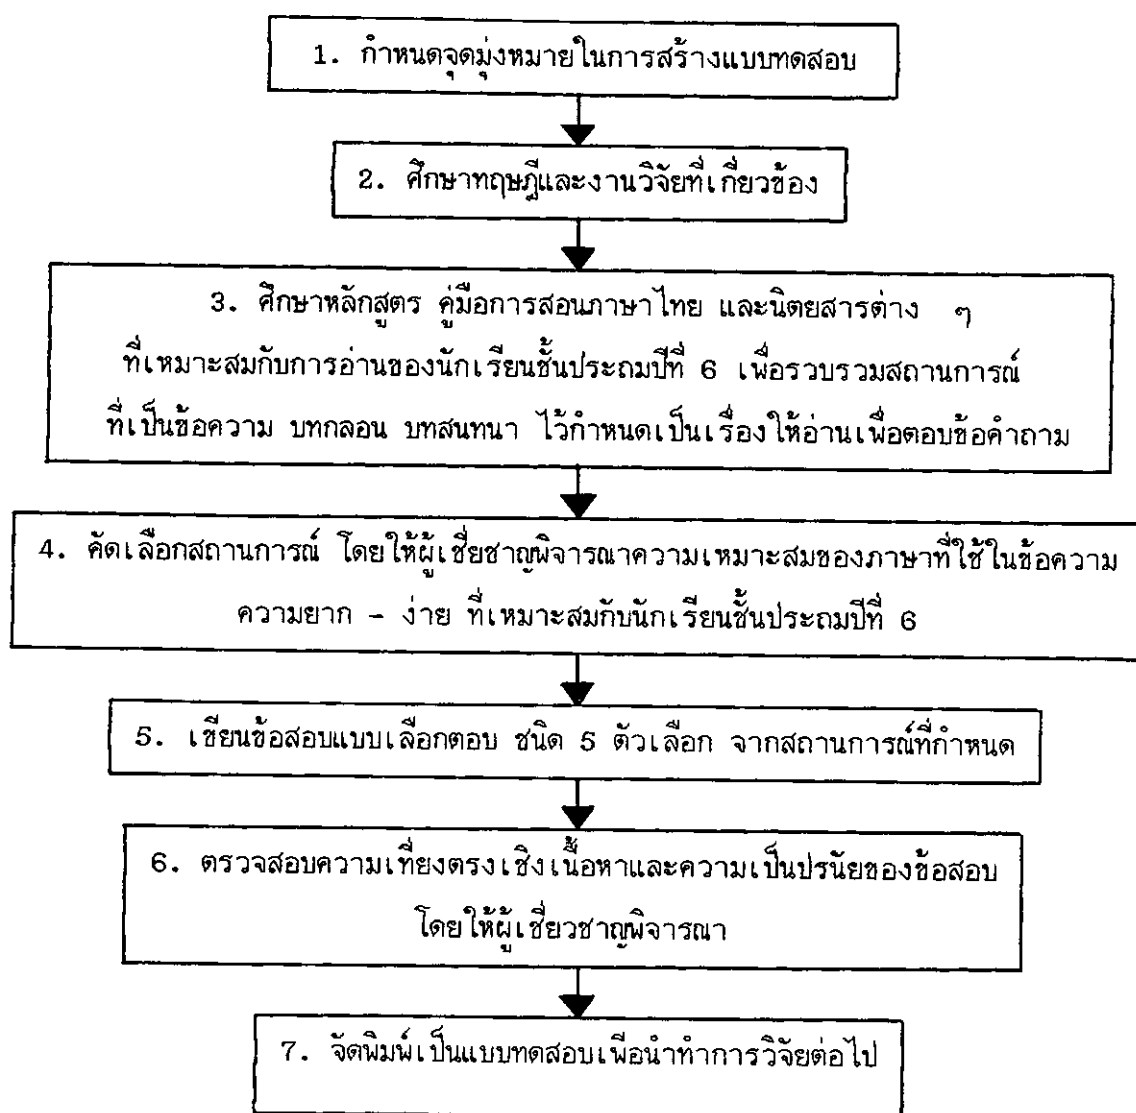 1. กำหนดจุดมุ่งหมายในการสร้างแบบทดสอบ
2. ศึกษาทฤษฎีและงานวิจัยที่เกี่ยวข้อง
3. ศึกษาหลักสูตร คู่มือการสอนภาษาไทย และนิตยสารต่าง ๆ
ที่เหมาะสมกับการอ่านของนักเรียนชั้นประถมปีที่ 6 เพื่อรวบรวมสถานการณ์
ที่เป็นข้อความ บทกลอน บทสนทนา ไว้กำหนดเป็นเรื่องให้อ่านเพื่อตอบข้อคำถาม
4. คัดเลือกสถานการณ์ โดยให้ผู้เชี่ยชาญพิจารณาความเหมาะสมของภาษาที่ใช้ในข้อความ
ความยาก - ง่าย ที่เหมาะสมกับนักเรียนชั้นประถมปีที่ 6
5. เขียนข้อสอบแบบเลือกตอบ ชนิด 5 ตัวเลือก จากสถานการณ์ที่กำหนด
6. ตรวจสอบความเที่ยงตรงเชิงเนื้อหาและความเป็นปรนัยของข้อสอบ
โดยให้ผู้เชี่ยวชาญพิจารณา
7. จัดพิมพ์เป็นแบบทดสอบเพื่อนำทำการวิจัยต่อไป